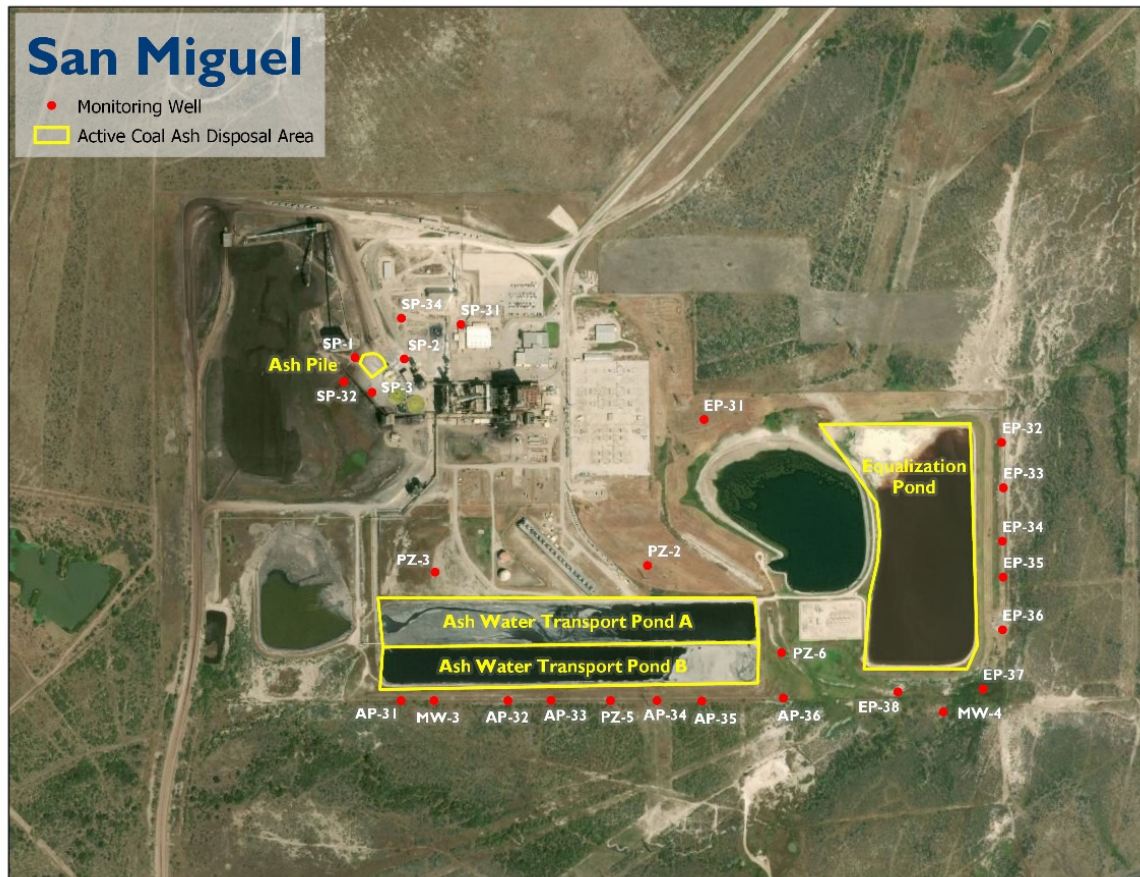 San Miguel
Monitoring Well
Active Coal Ash Disposal Area
SP-34
SP-31
SP-1
SP-2
Ash Pile
SP-32
SP-3
EP-31
EP-32
Equalization
Pond
EP-33
EP-34
PZ-3
PZ-2
EP-35
Ash Water Transport Pond A
EP-36
Ash Water Transport Pond B
PZ-6
EP-37
AP-31
MW-3
AP-32
AP-33
PZ-5
AP-34
AP-35
AP-36
EP-38
MW-4